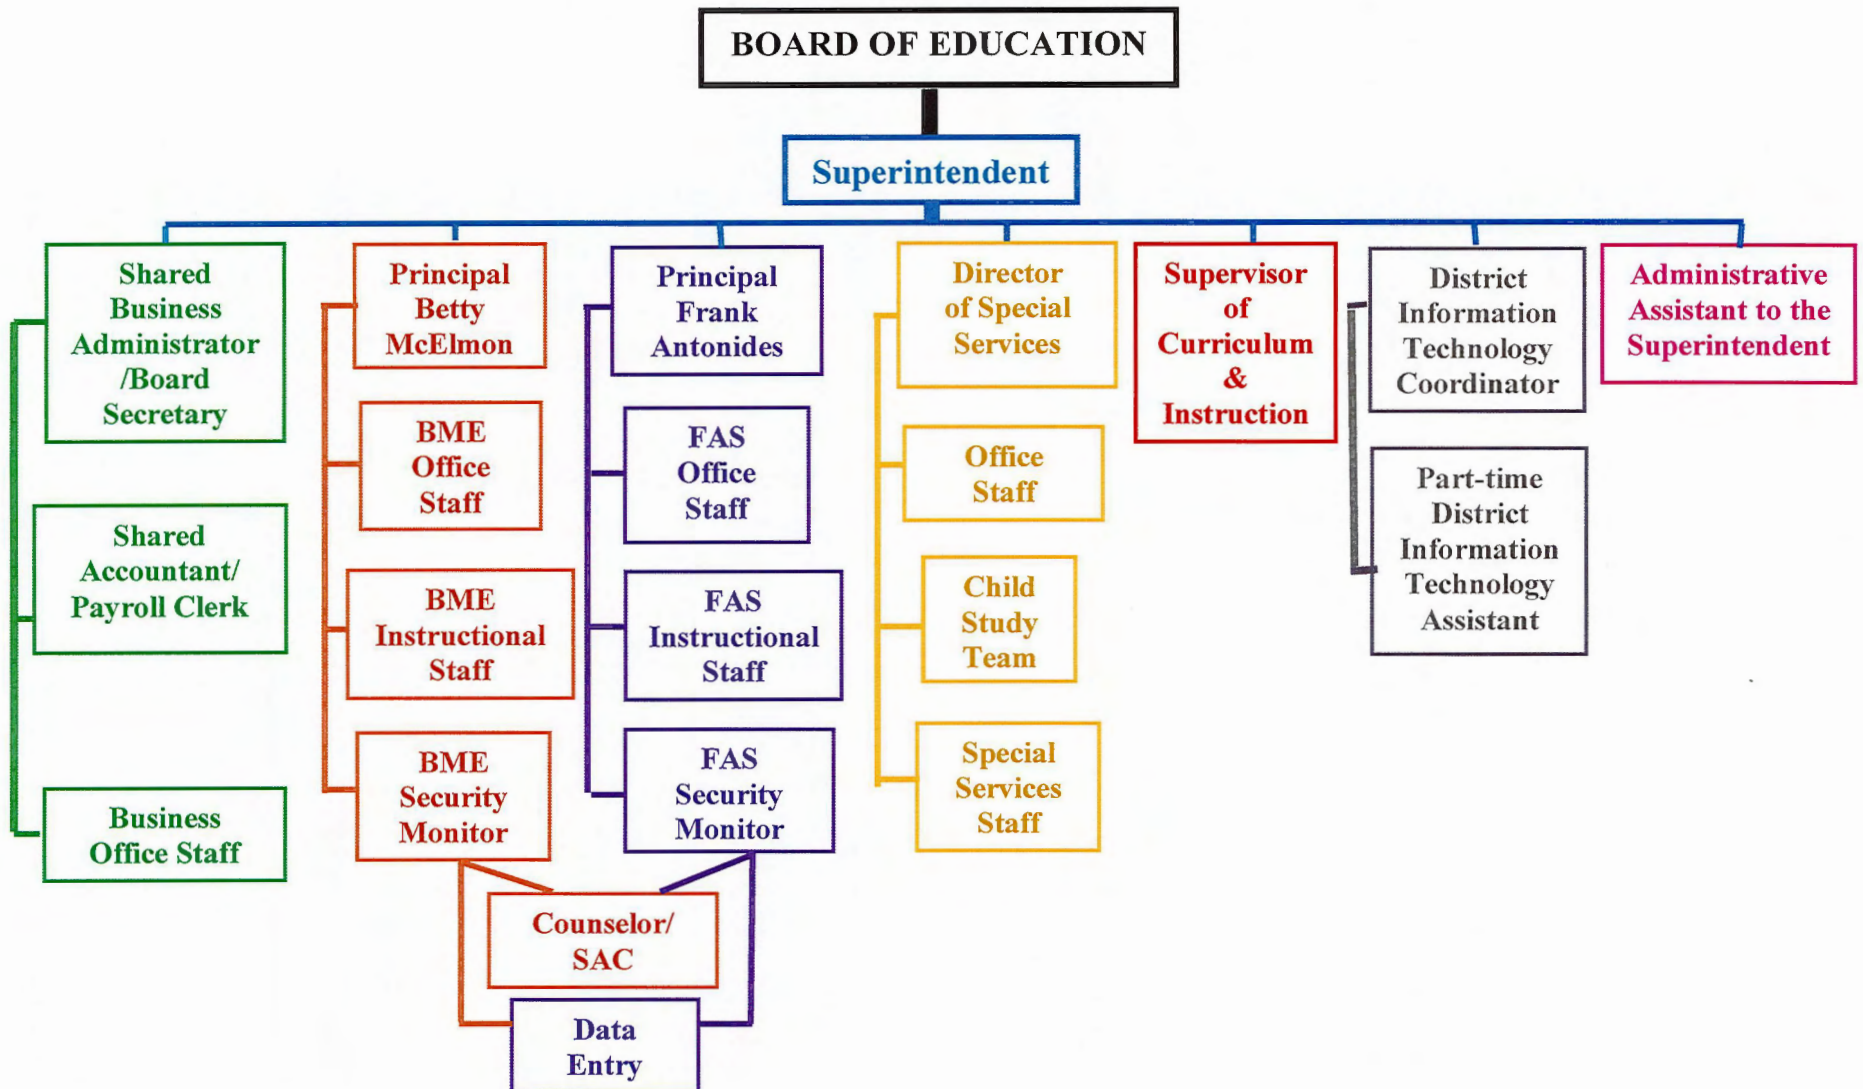 BOARD OF EDUCATION
Superintendent
Shared
Business
Administrator
/Board
Secretary
Shared
Accountant/
Payroll Clerk
Business
Office Staff
Principal
Betty
McElmon
BME
Office
Staff
BME
Instructional
Staff
BME
Security
Monitor
Principal
Frank
Antonides
FAS
Office
Staff
FAS
Instructional
Staff
FAS
Security
Monitor
Counselor/
SAC
Data
Entry
Director
of Special
Services
Office
Staff
Child
Study
Team
Special
Services
Staff
Supervisor
of
Curriculum
&
Instruction
District
Information
Technology
Coordinator
Part-time
District
Information
Technology
Assistant
Administrative
Assistant to the
Superintendent